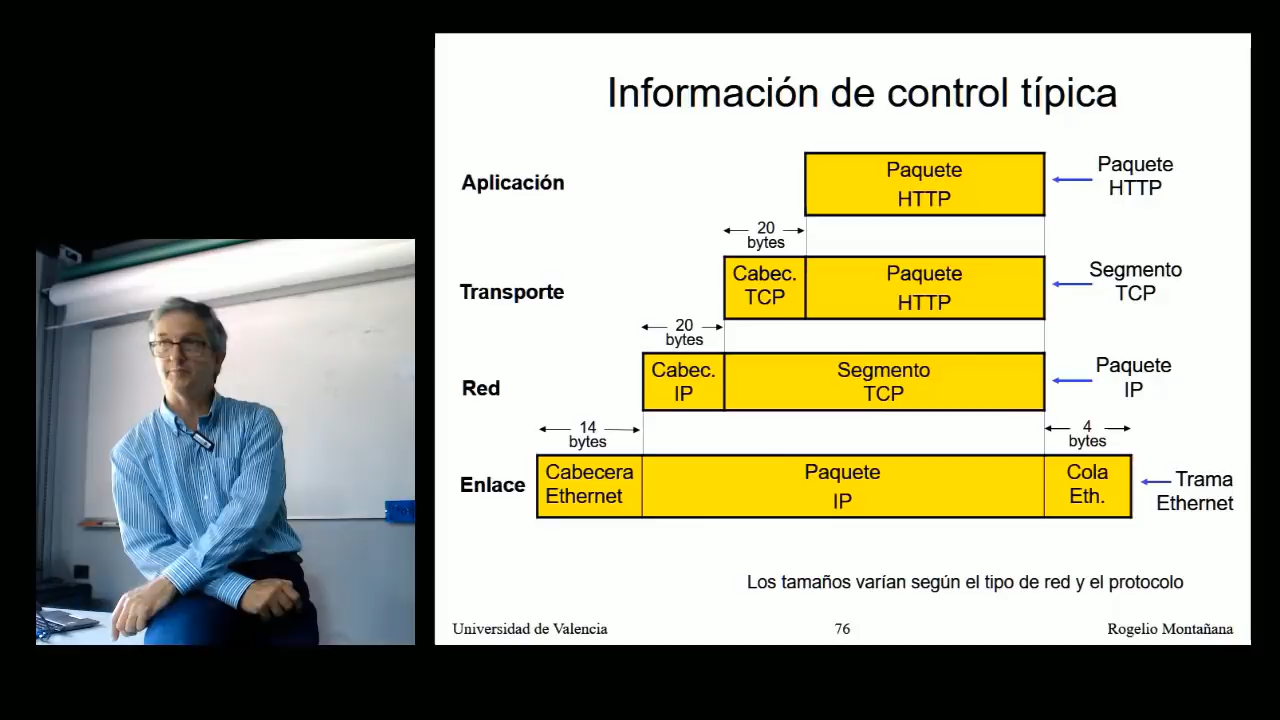 Información de control típica
Aplicación
Paquete
HTTP
Paquete
HTTP
20
bytes
Transporte
Cabec.
TCP
Paquete
HTTP
Segmento
TCP
20
bytes
Red
Cabec.
IP
Segmento
TCP
Paquete
IP
14
bytes
4
bytes
Enlace
Cabecera
Ethernet
Paquete
IP
Cola
Eth.
Trama
Ethernet
Los tamaños varían según el tipo de red y el protocolo
Universidad de Valencia
76
Rogelio Montañana